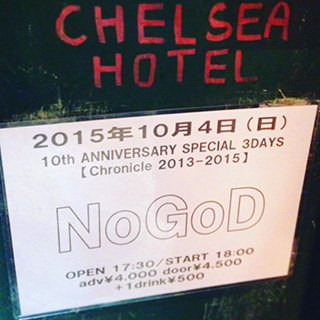 CHELSEA
HOTEL
2015年10月4日（日）
10th ANNIVERSARY SPECIAL 3DAYS
【Chronicle 2013-2015】
NoGoD
OPEN 17:30/START 18:00
adv¥4,000 door¥4,500
+1drink¥500